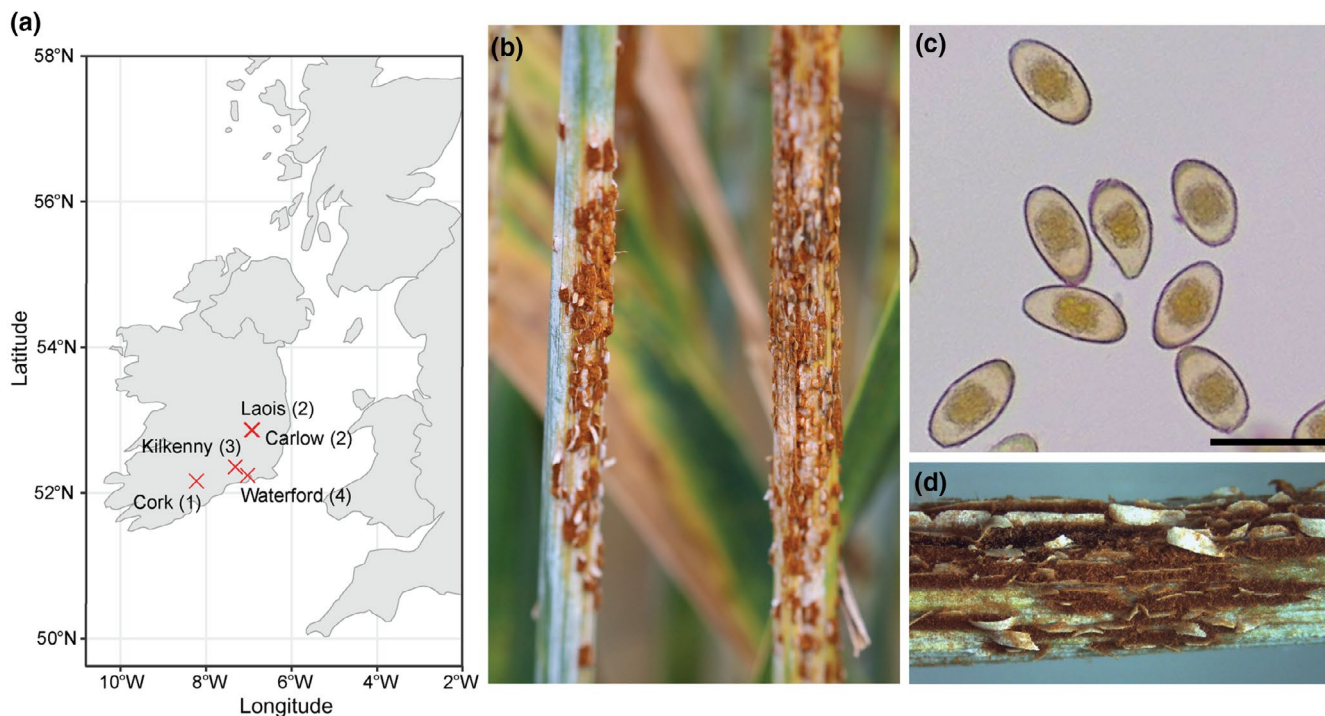 (a)
58°N
56°N
54°N
52°N
50°N
Latitude
Laois (2)
Carlow (2)
Kilkenny (3)
Waterford (4)
Cork (1)
10°W
8°W
6°W
4°W
2°W
Longitude
(b)
(c)
(d)